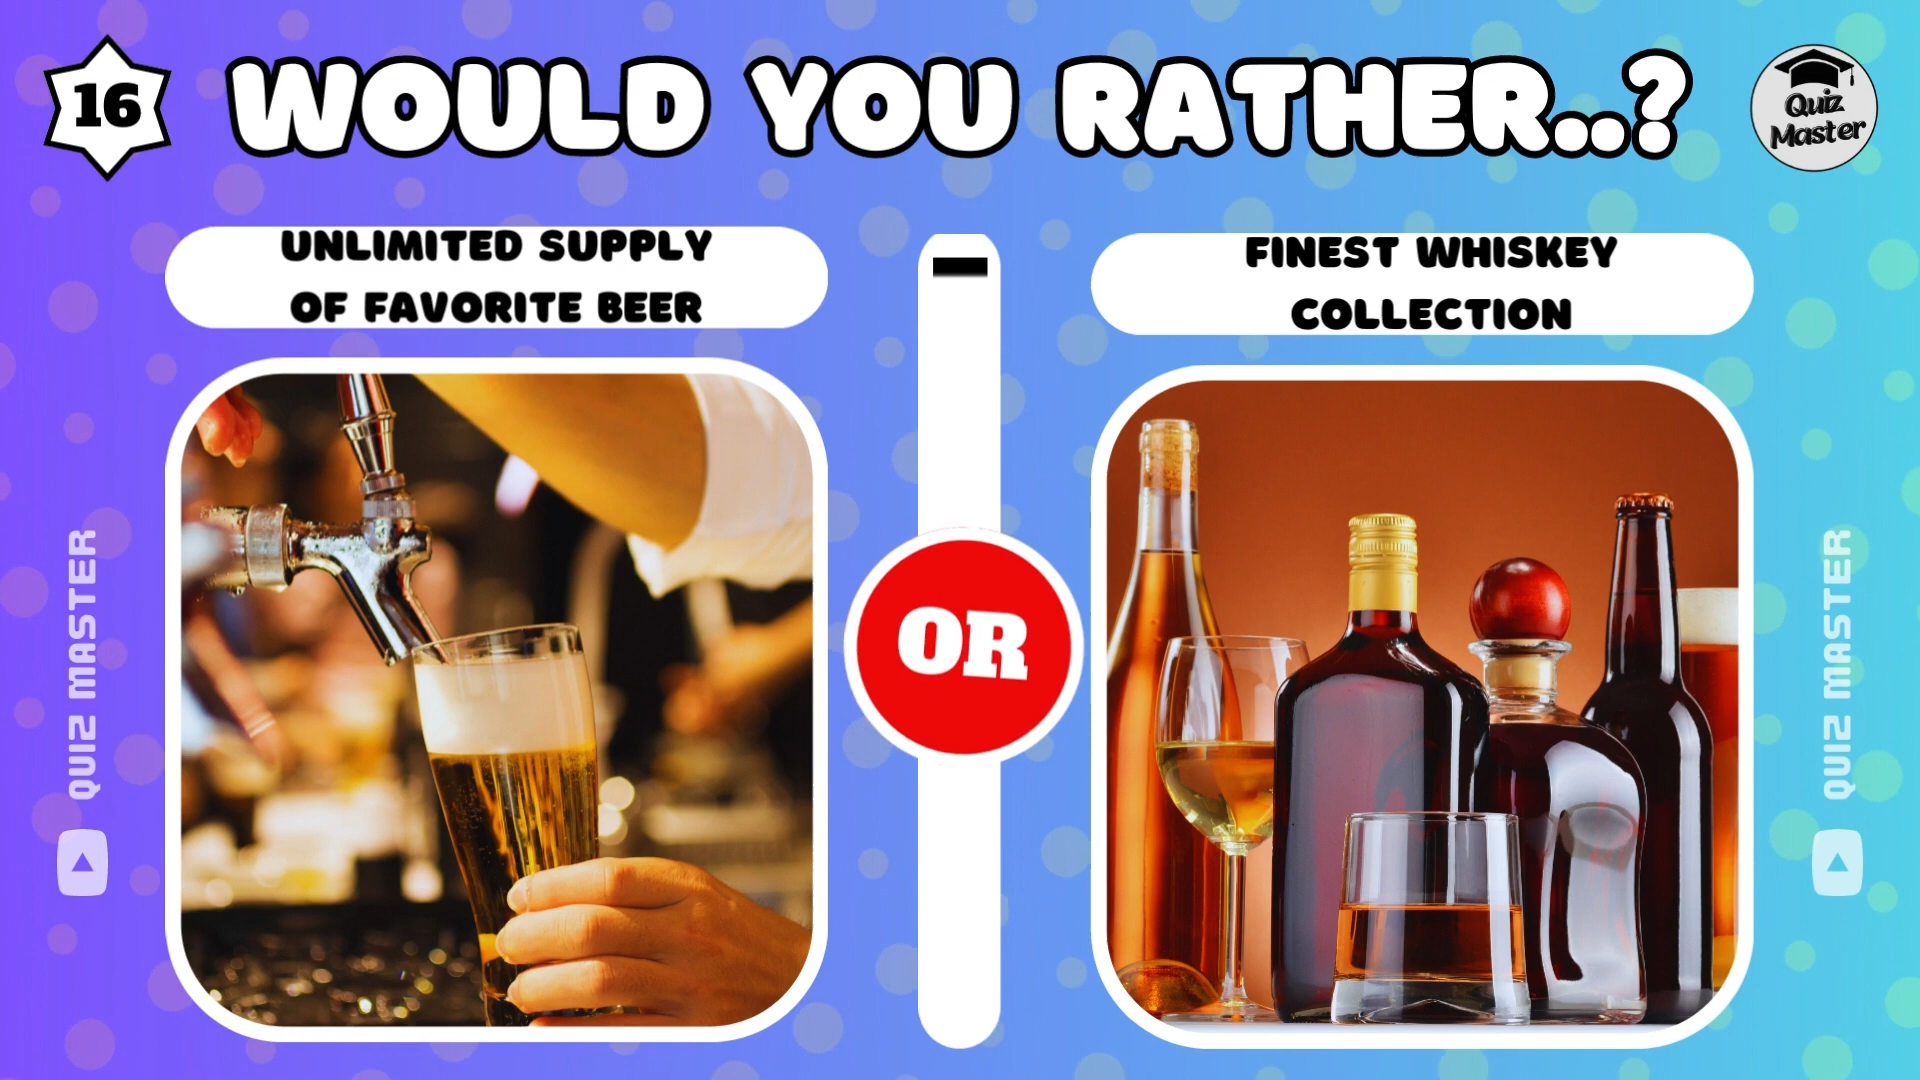 16
WOULD YOU RATHER..?
Quiz
Master
UNLIMITED SUPPLY
OF FAVORITE BEER
FINEST WHISKEY
COLLECTION
OR
QUIZ MASTER
QUIZ MASTER